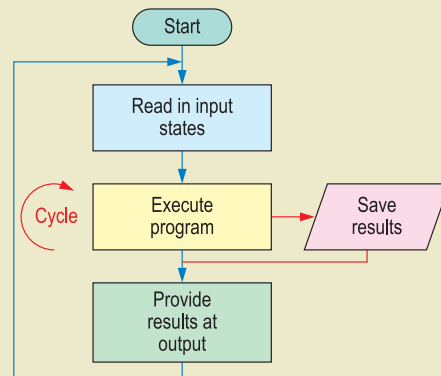 Start
Read in input
states
Cycle
Execute
program
Save
results
Provide
results at
output